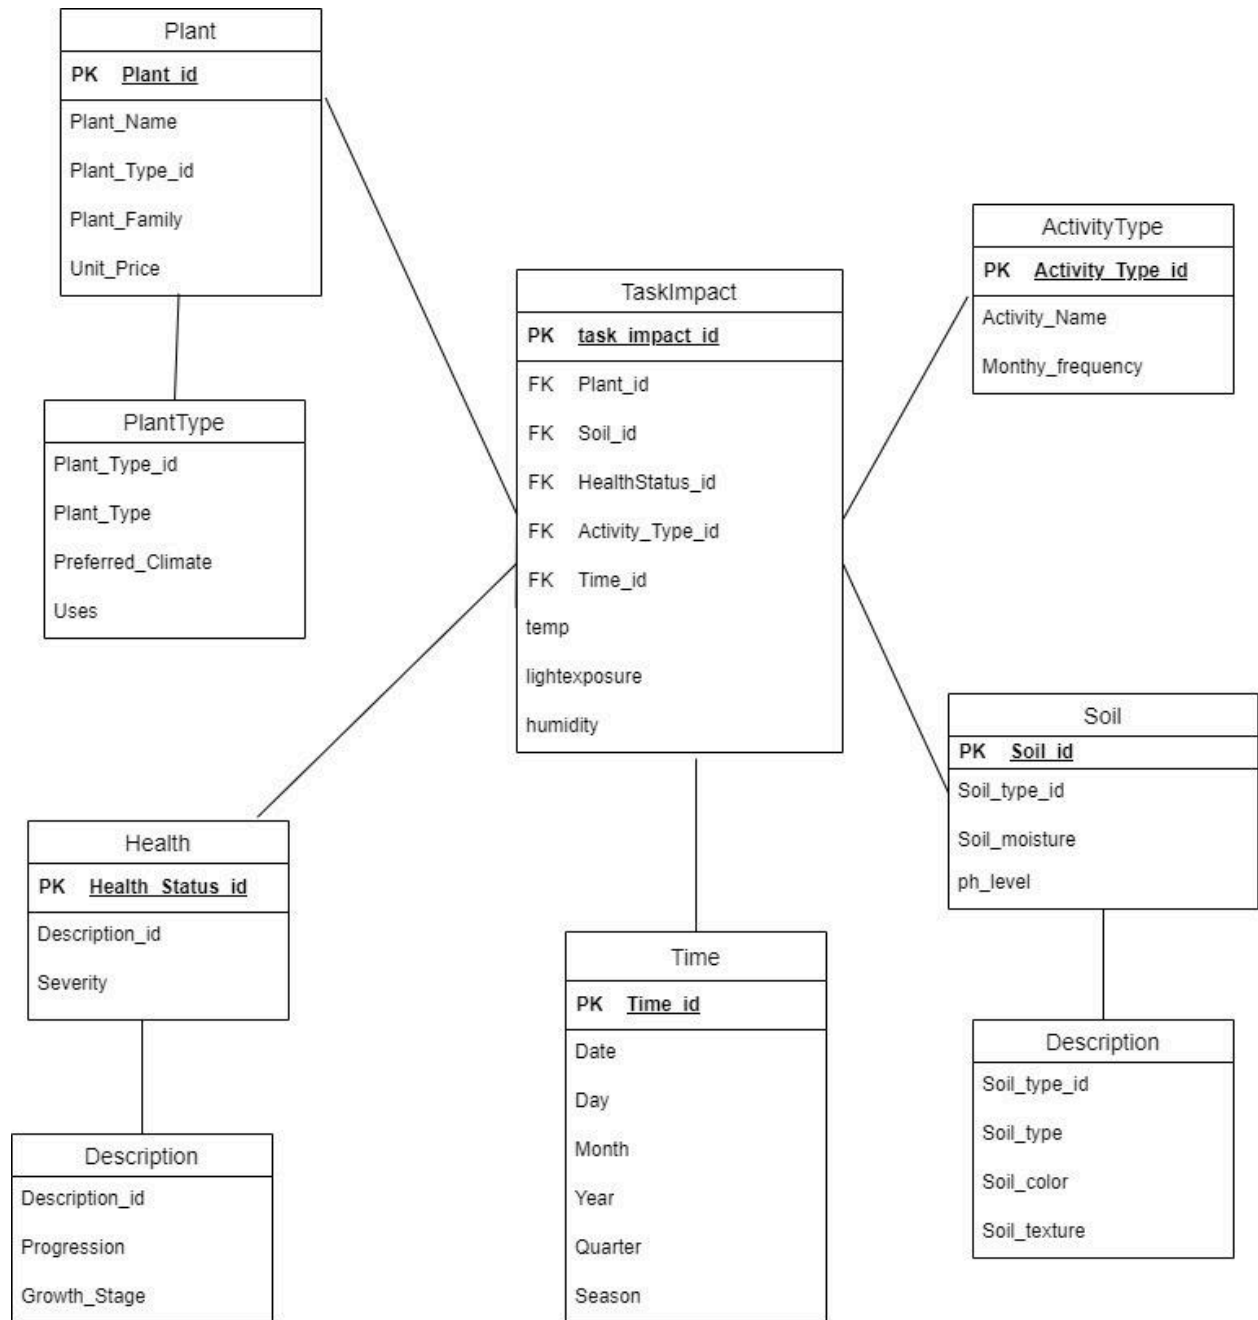 Plant
PK Plant_id
Plant_Name
Plant_Type_id
Plant_Family
Unit_Price
PlantType
Plant_Type_id
Plant_Type
Preferred_Climate
Uses
TaskImpact
PK task_impact_id
FK Plant_id
FK Soil_id
FK HealthStatus_id
FK Activity_Type_id
FK Time_id
temp
lightexposure
humidity
ActivityType
PK Activity_Type_id
Activity_Name
Monthy_frequency
Health
PK Health_Status_id
Description_id
Severity
Description
Description_id
Progression
Growth_Stage
Time
PK Time_id
Date
Day
Month
Year
Quarter
Season
Soil
PK Soil_id
Soil_type_id
Soil_moisture
ph_level
Description
Soil_type_id
Soil_type
Soil_color
Soil_texture